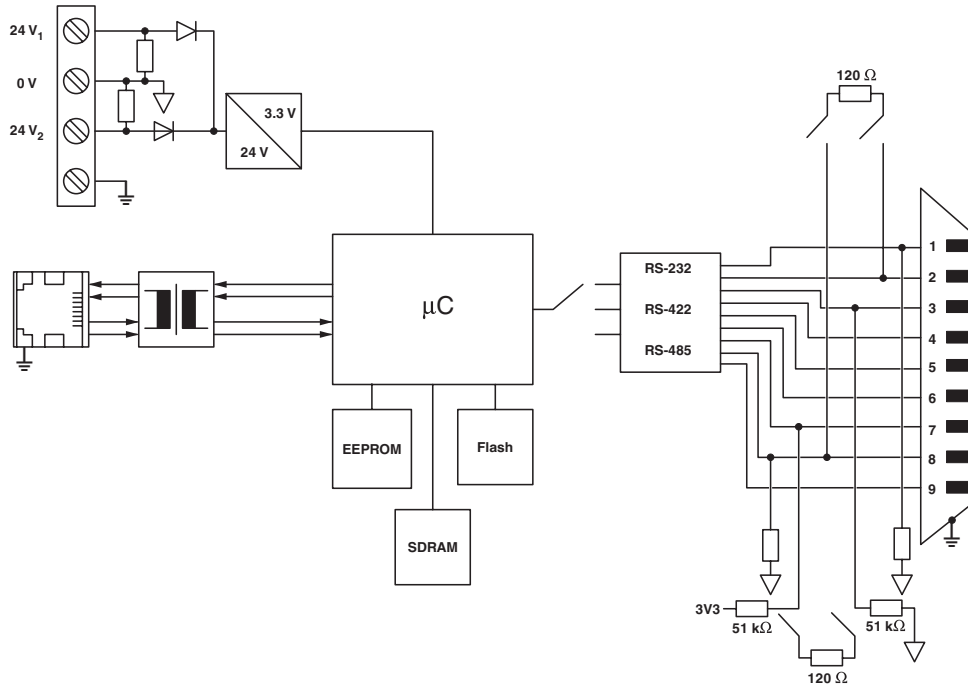 24 V1
0 V
24 V2
3.3 V
24 V
120 Ω
μC
RS-232
RS-422
RS-485
1
2
3
4
5
6
7
8
9
EEPROM
Flash
SDRAM
3V3
51 kΩ
51 kΩ
120 Ω